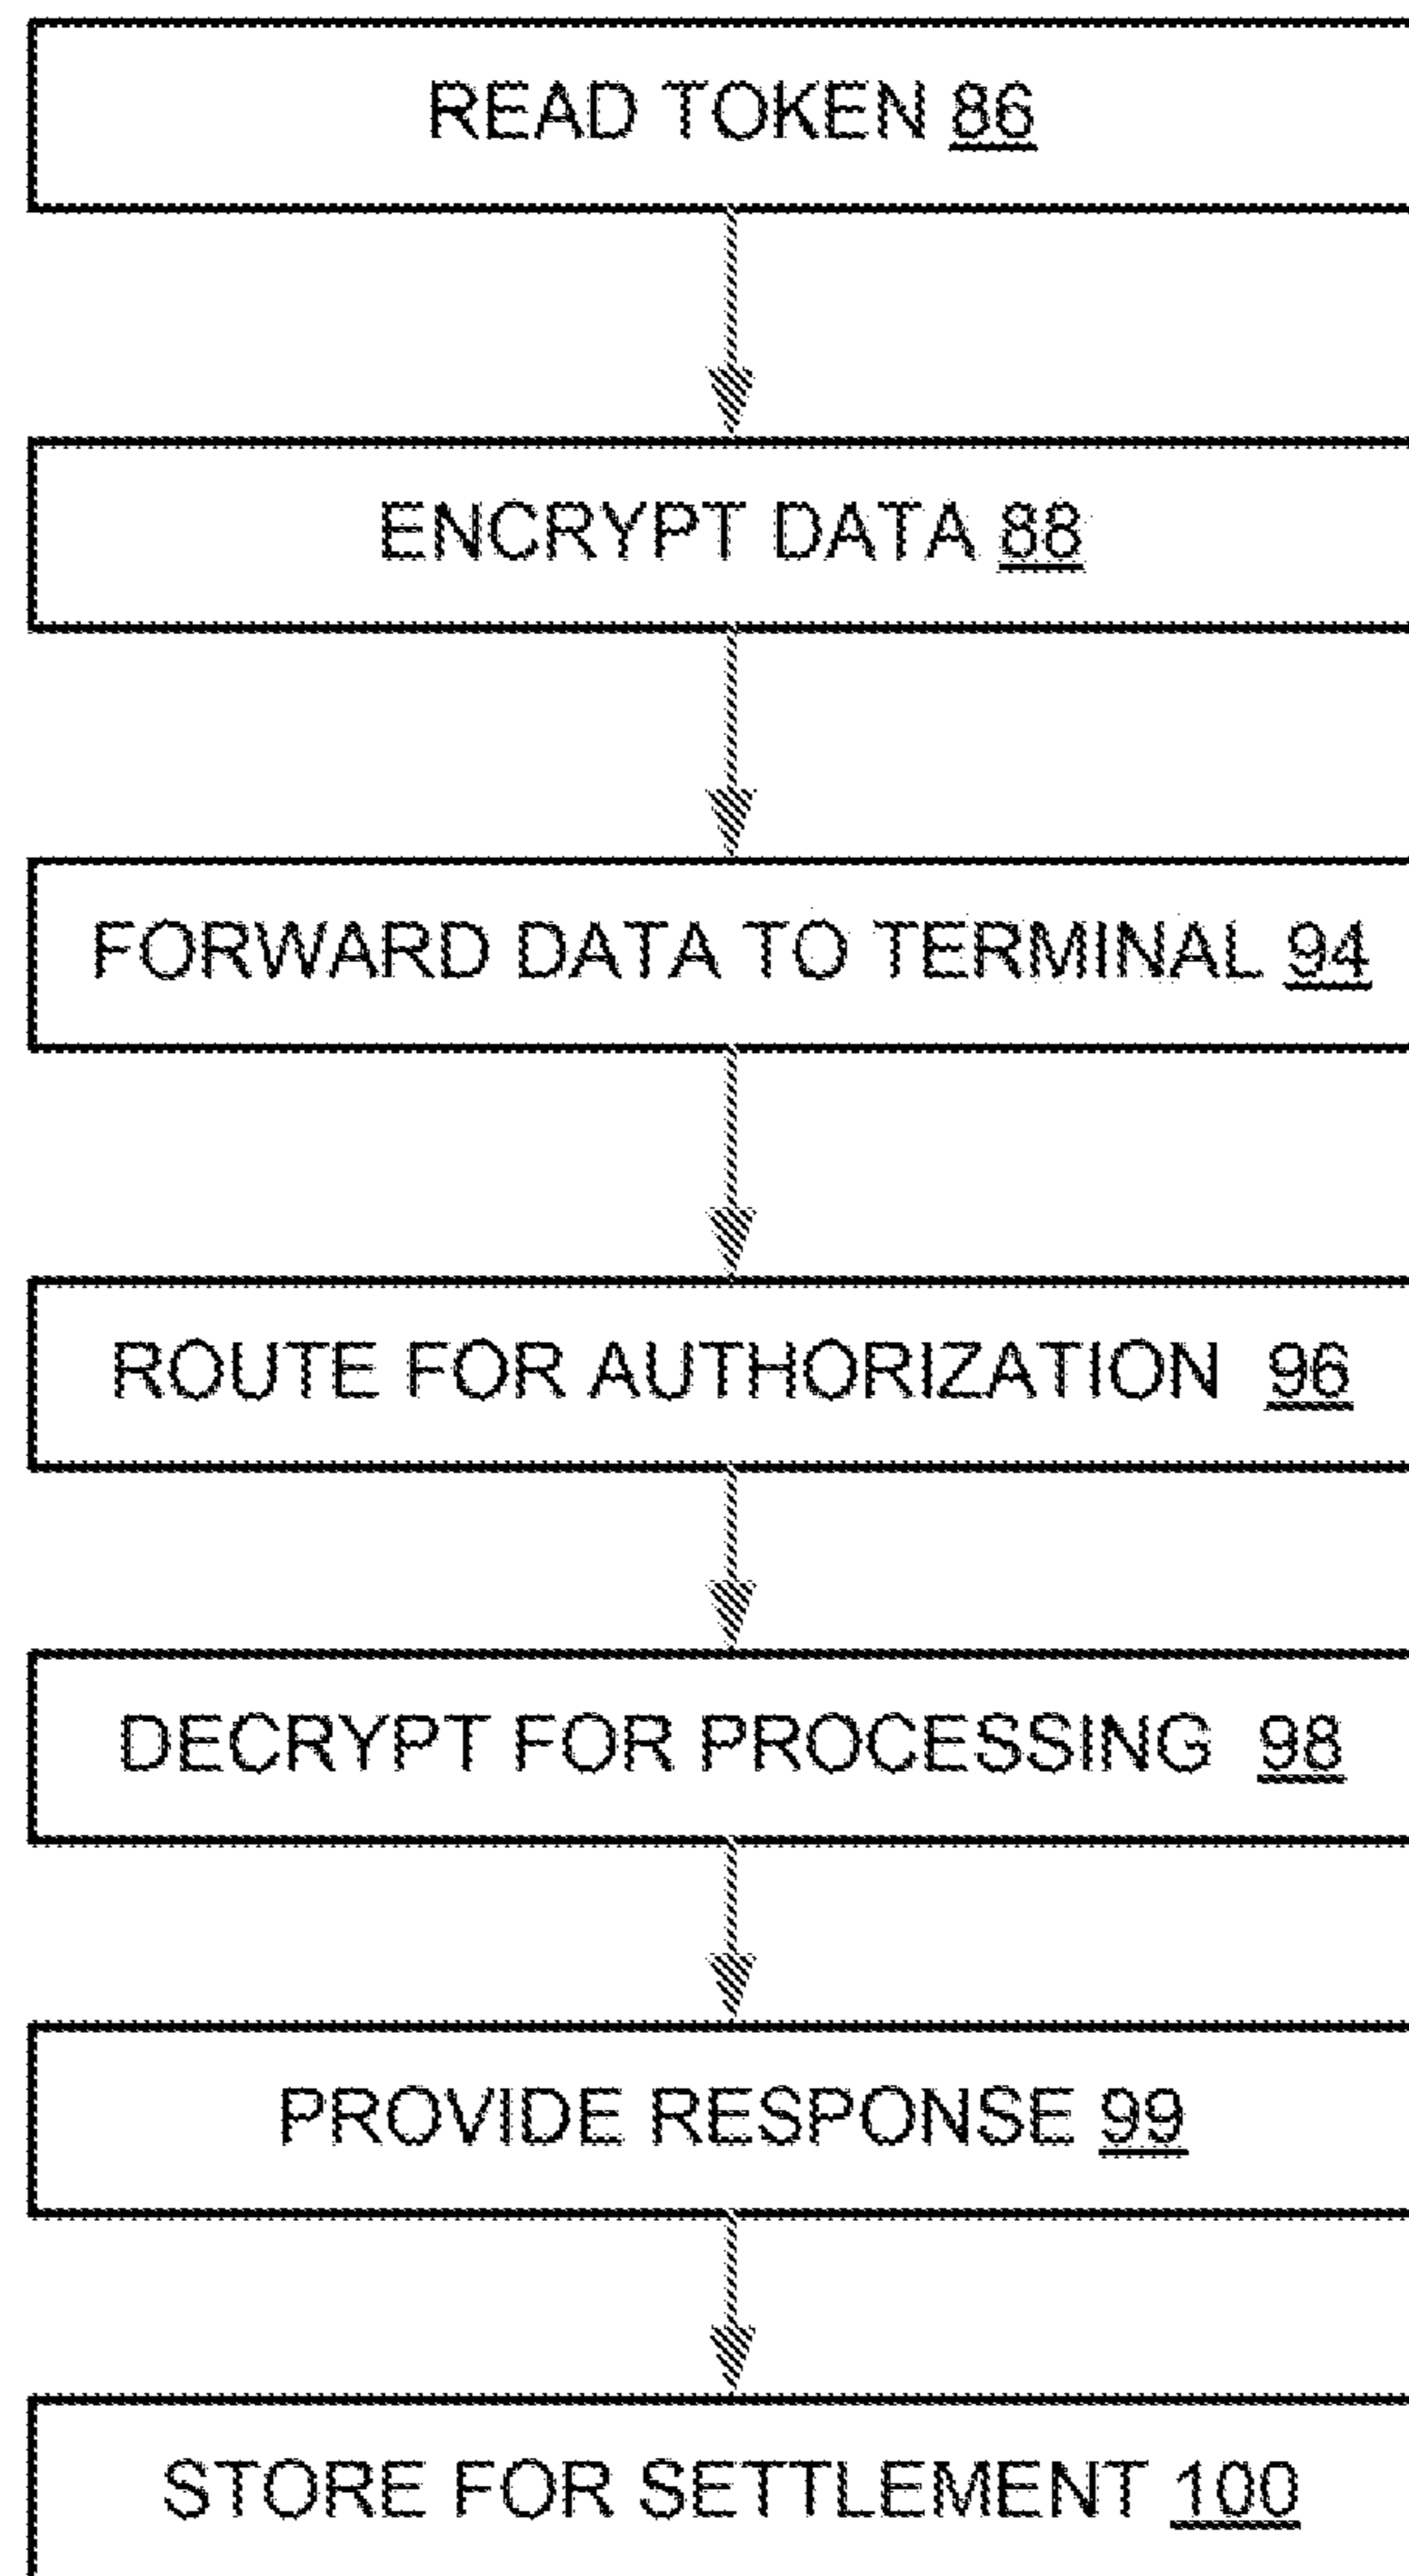 READ TOKEN 86
ENCRYPT DATA 88
FORWARD DATA TO TERMINAL 94
ROUTE FOR AUTHORIZATION 96
DECRYPT FOR PROCESSING 98
PROVIDE RESPONSE 99
STORE FOR SETTLEMENT 100